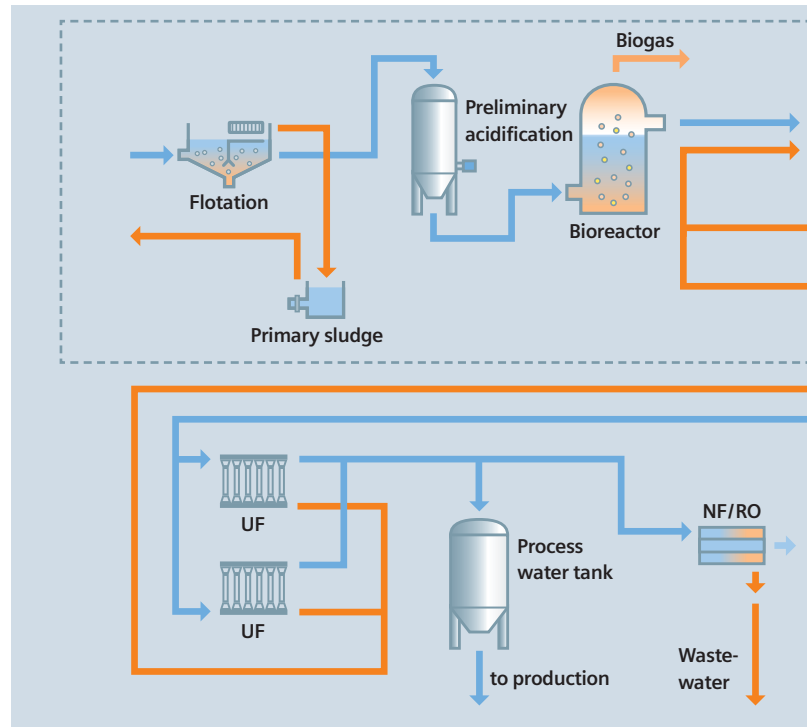 Biogas
Preliminary
acidification
Flotation
Bioreactor
Primary sludge
UF
NF/RO
Process
water tank
UF
Waste-
water
to production